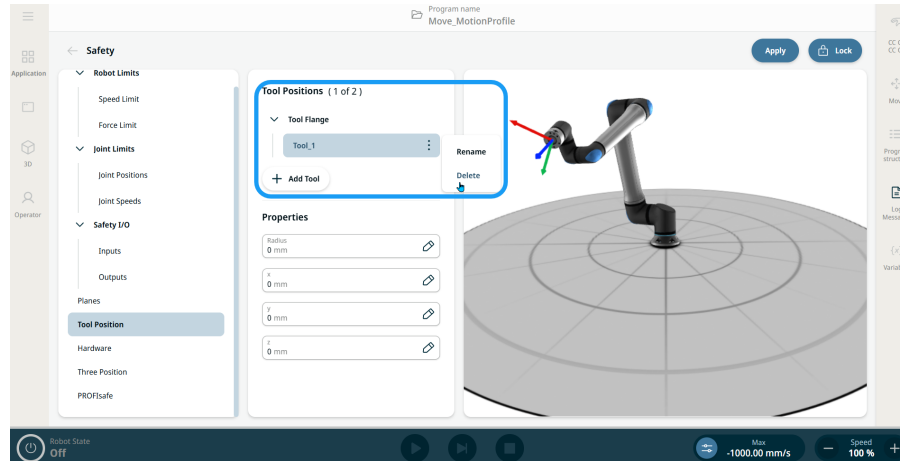 Program name
Move_MotionProfile
Safety
Apply
Lock
Application
3D
Operator
Robot Limits
Speed Limit
Force Limit
Joint Limits
Joint Positions
Joint Speeds
Safety I/O
Inputs
Outputs
Planes
Tool Position
Hardware
Three Position
PROFIsafe
Tool Positions (1 of 2)
Tool Flange
Tool_1
Rename
Delete
+ Add Tool
Properties
Radius
0 mm
x
0 mm
y
0 mm
z
0 mm
Robot State
Off
Max
-1000.00 mm/s
Speed
100 %